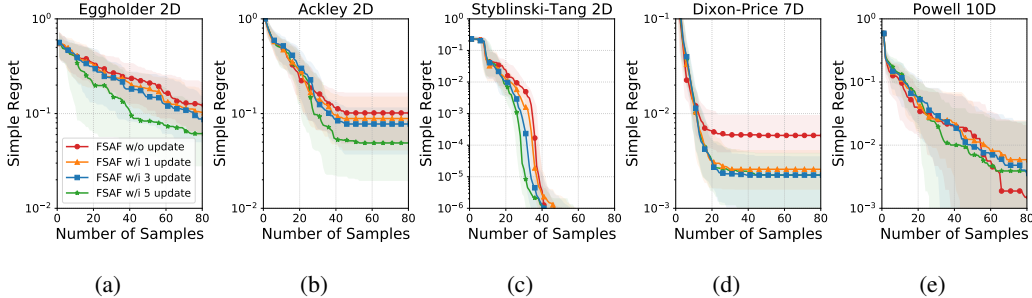 Eggholder 2D
Simple Regret
10^0
10^-1
10^-2
0 20 40 60 80
Number of Samples
FSAF w/o update
FSAF w/i 1 update
FSAF w/i 3 update
FSAF w/i 5 update
(a)
Ackley 2D
Simple Regret
10^0
10^-1
10^-2
0 20 40 60 80
Number of Samples
(b)
Styblinski-Tang 2D
Simple Regret
10^0
10^-1
10^-2
10^-3
10^-4
10^-5
10^-6
0 20 40 60 80
Number of Samples
(c)
Dixon-Price 7D
Simple Regret
10^-1
10^-2
10^-3
0 20 40 60 80
Number of Samples
(d)
Powell 10D
Simple Regret
10^0
10^-1
10^-2
10^-3
0 20 40 60 80
Number of Samples
(e)